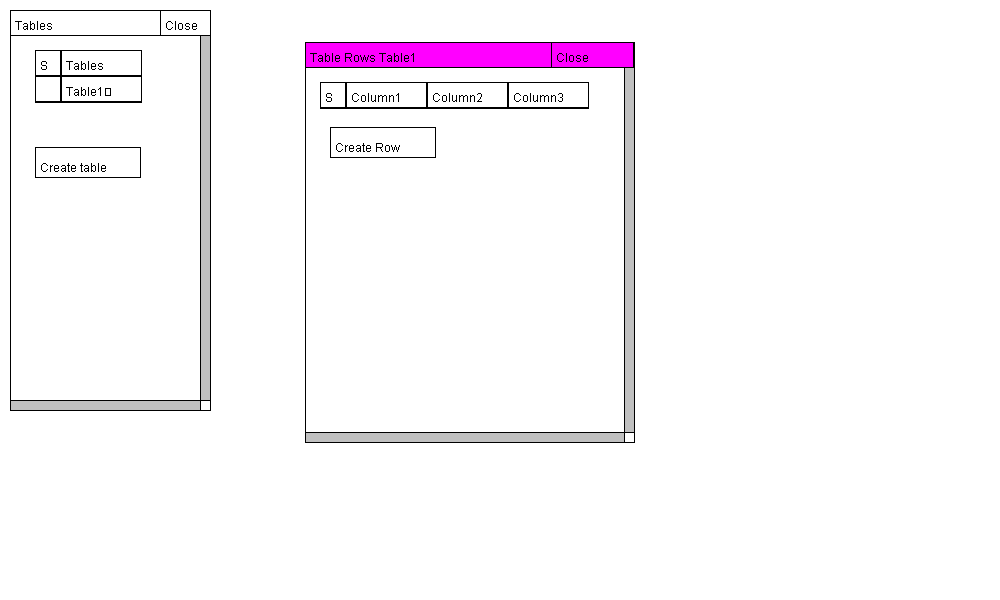 Tables Close
S Tables
Table1▯
Create table
Table Rows Table1 Close
S Column1 Column2 Column3
Create Row